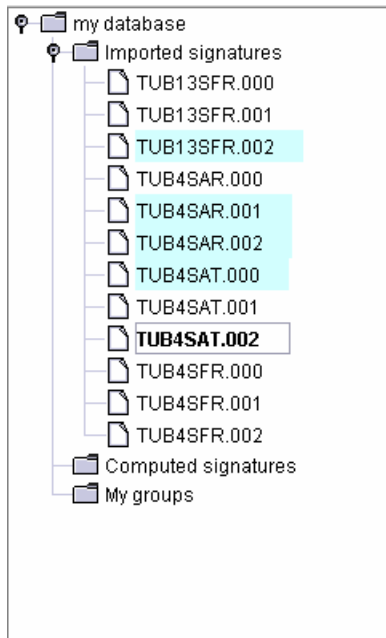 my database
Imported signatures
TUB13SFR.000
TUB13SFR.001
TUB13SFR.002
TUB4SAR.000
TUB4SAR.001
TUB4SAR.002
TUB4SAT.000
TUB4SAT.001
TUB4SAT.002
TUB4SFR.000
TUB4SFR.001
TUB4SFR.002
Computed signatures
My groups